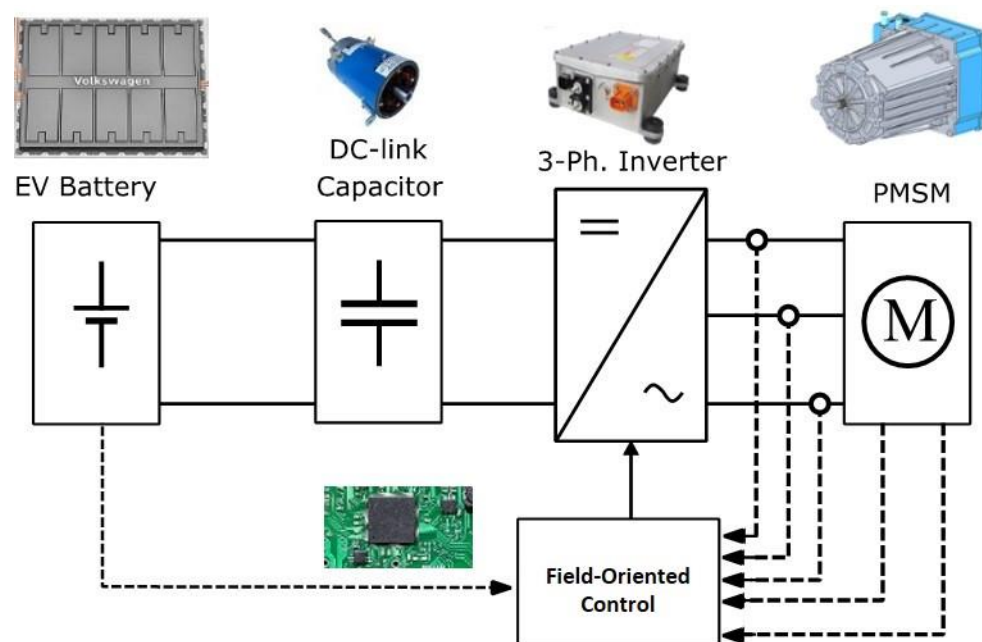 Volkswagen
EV Battery
DC-link
Capacitor
3-Ph. Inverter
PMSM
M
Field-Oriented
Control